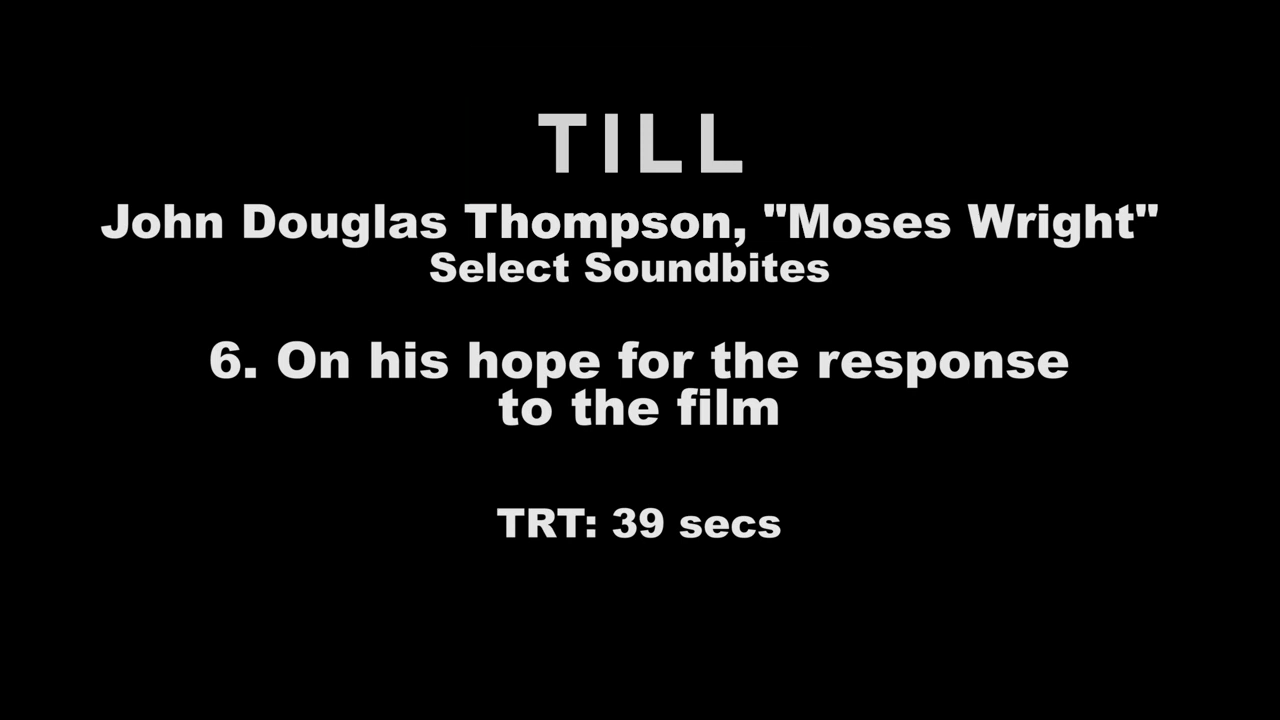 TILL
John Douglas Thompson, "Moses Wright"
Select Soundbites
6. On his hope for the response
to the film
TRT: 39 secs